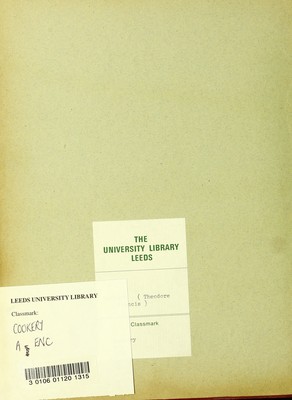 THE
UNIVERSITY LIBRARY
LEEDS
( Theodore
Classmark
LEEDS UNIVERSITY LIBRARY
Classmark:
COOKERY
A ENC
3 0106 01120 1315